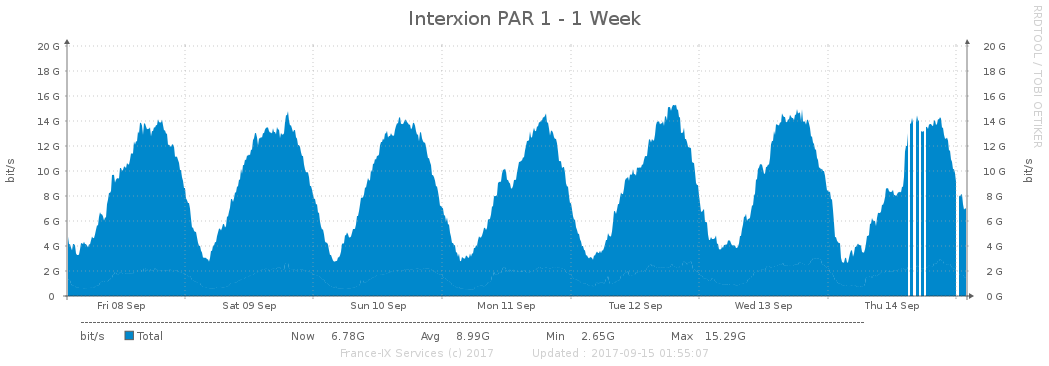 Interxion PAR 1 - 1 Week
RRDTOOL / TOBI OETIKER
20 G 20 G
18 G 18 G
16 G 16 G
14 G 14 G
12 G 12 G
10 G 10 G
8 G 8 G
6 G 6 G
4 G 4 G
2 G 2 G
0 0 G
bit/s
bit/s
Fri 08 Sep Sat 09 Sep Sun 10 Sep Mon 11 Sep Tue 12 Sep Wed 13 Sep Thu 14 Sep
bit/s Total Now 6.78G Avg 8.99G Min 2.65G Max 15.29G
France-IX Services (c) 2017 Updated : 2017-09-15 01:55:07